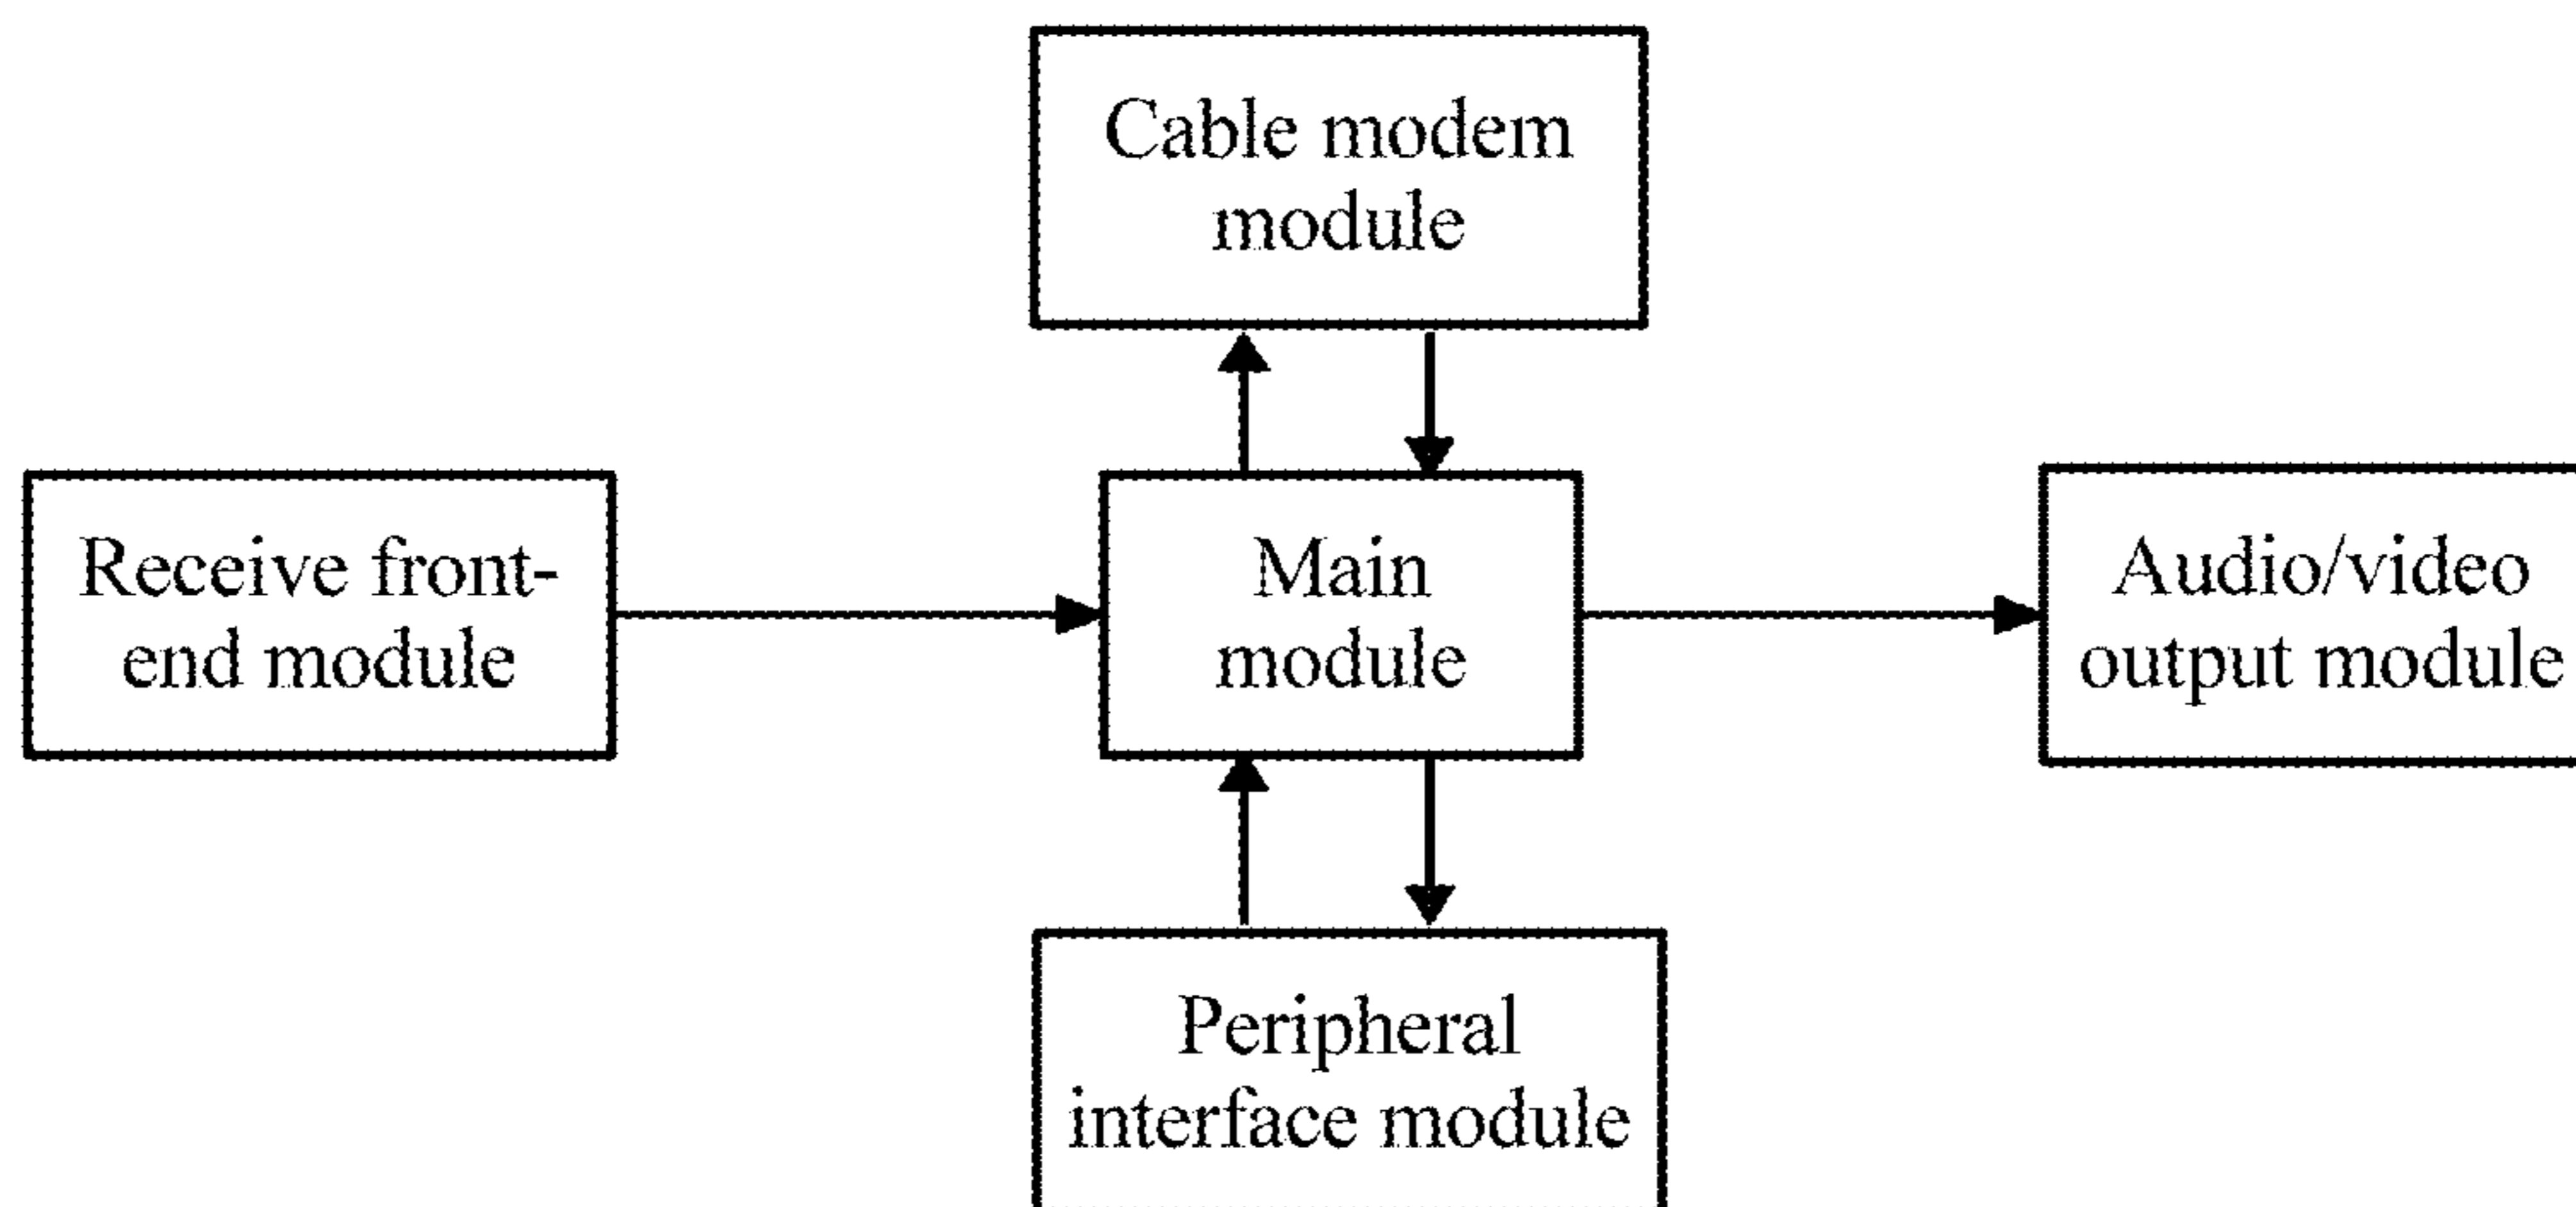 Cable modem
module
Receive front-
end module
Main
module
Audio/video
output module
Peripheral
interface module